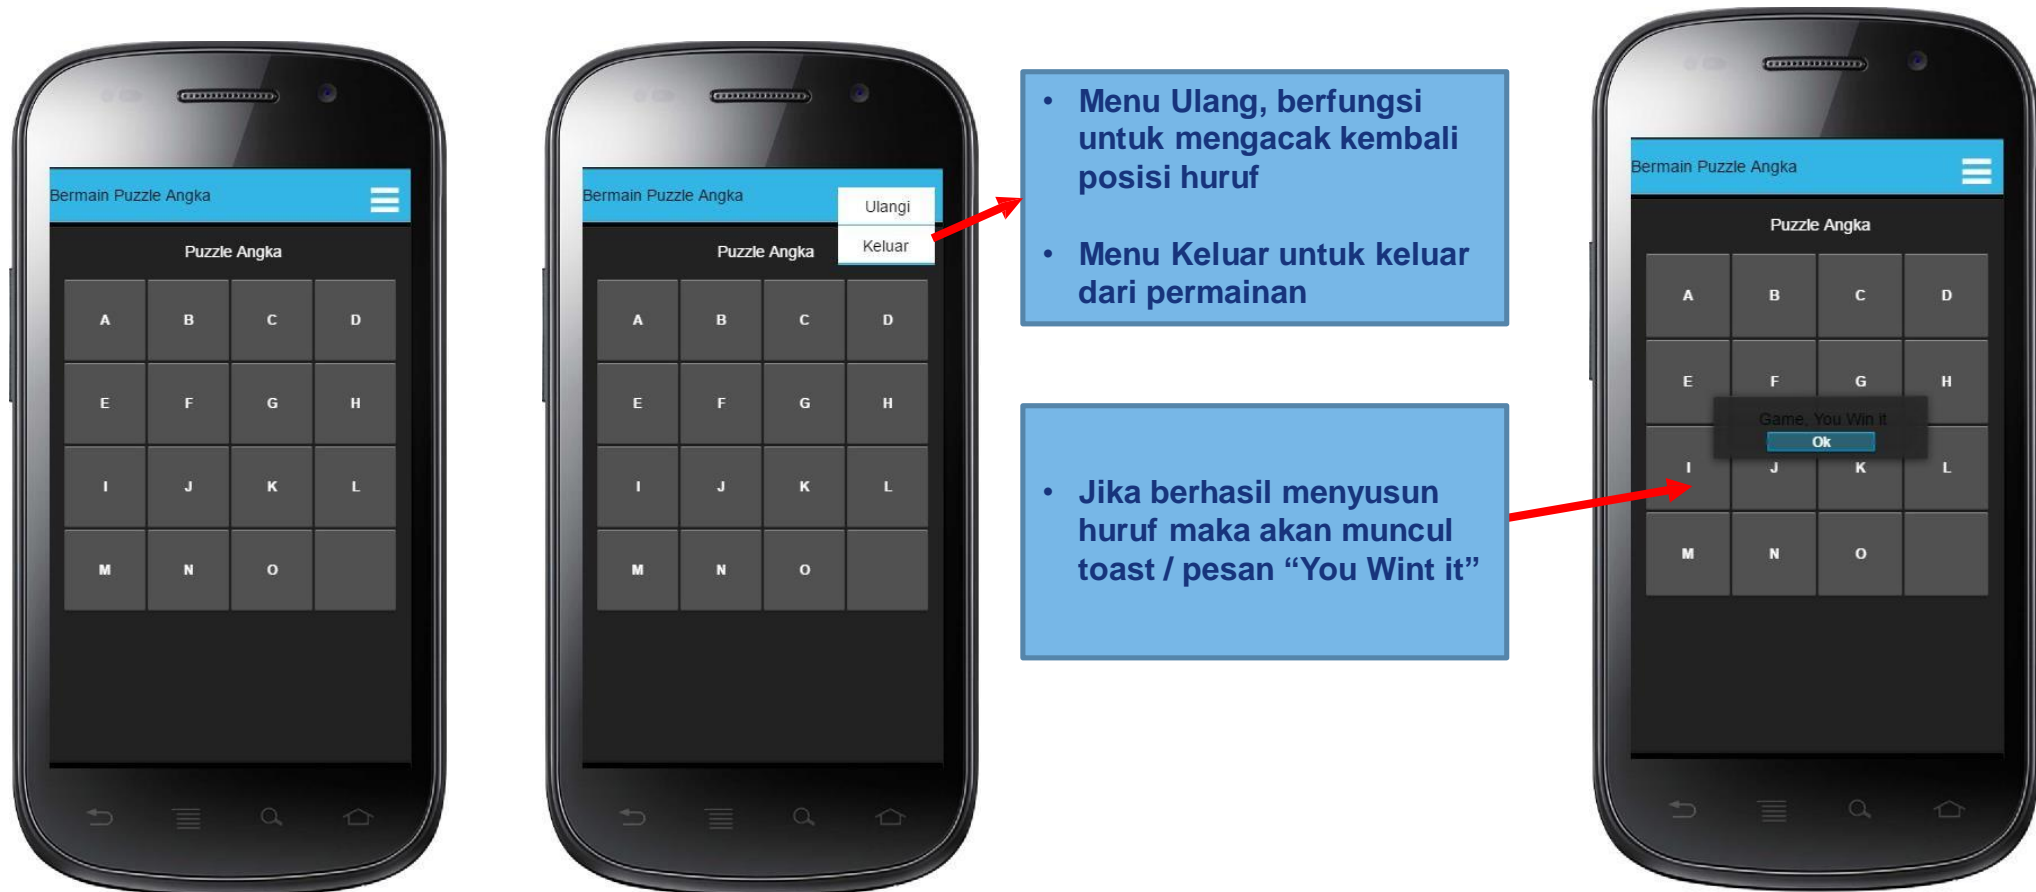 Bermain Puzzle Angka
Puzzle Angka
A B C D
E F G H
I J K L
M N O
Bermain Puzzle Angka
Ulangi
Keluar
Puzzle Angka
A B C D
E F G H
I J K L
M N O
• Menu Ulang, berfungsi
untuk mengacak kembali
posisi huruf
• Menu Keluar untuk keluar
dari permainan
• Jika berhasil menyusun
huruf maka akan muncul
toast / pesan “You Wint it”
Bermain Puzzle Angka
Puzzle Angka
A B C D
E F G H
Game, You Win it
Ok
I J K L
M N O